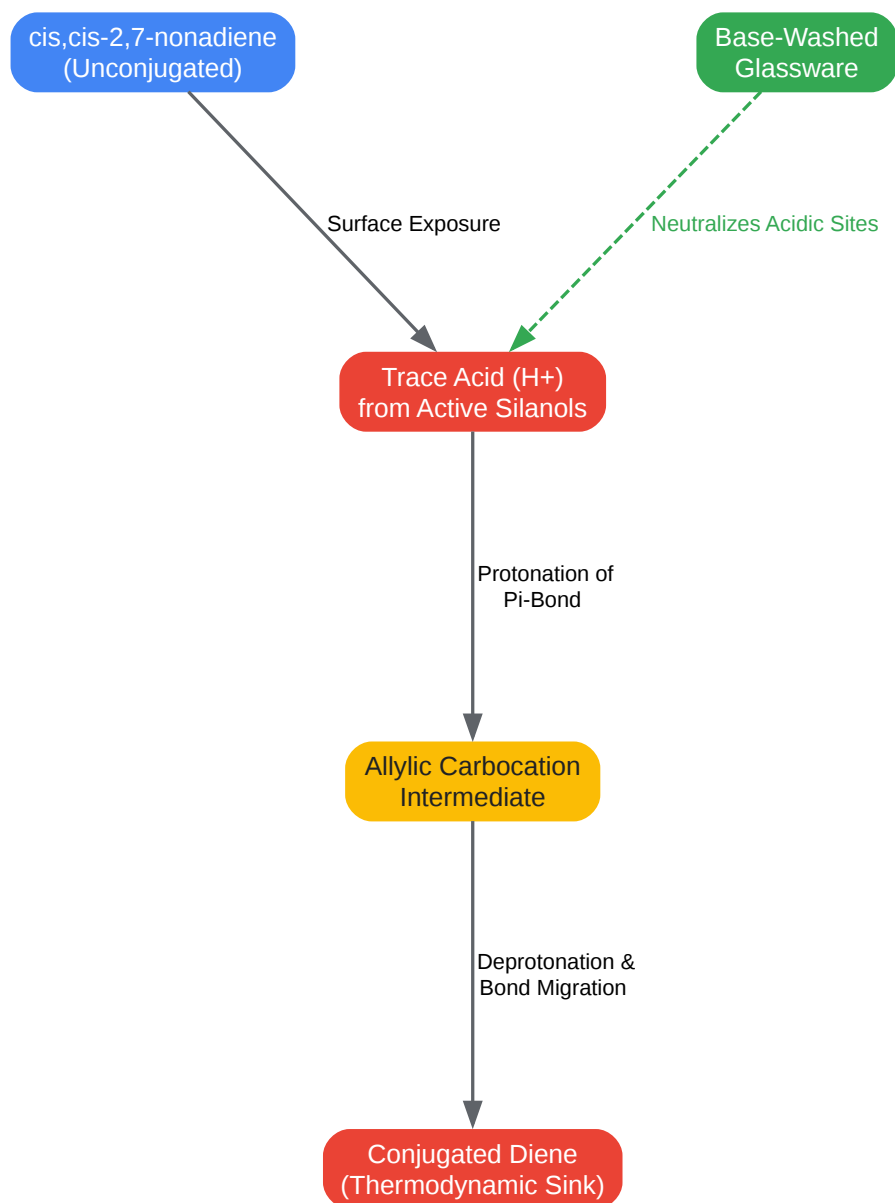 cis,cis-2,7-nonadiene
(Unconjugated)
Base-Washed
Glassware
Surface Exposure
Neutralizes Acidic Sites
Trace Acid (H+)
from Active Silanols
Protonation of
Pi-Bond
Allylic Carbocation
Intermediate
Deprotonation &
Bond Migration
Conjugated Diene
(Thermodynamic Sink)